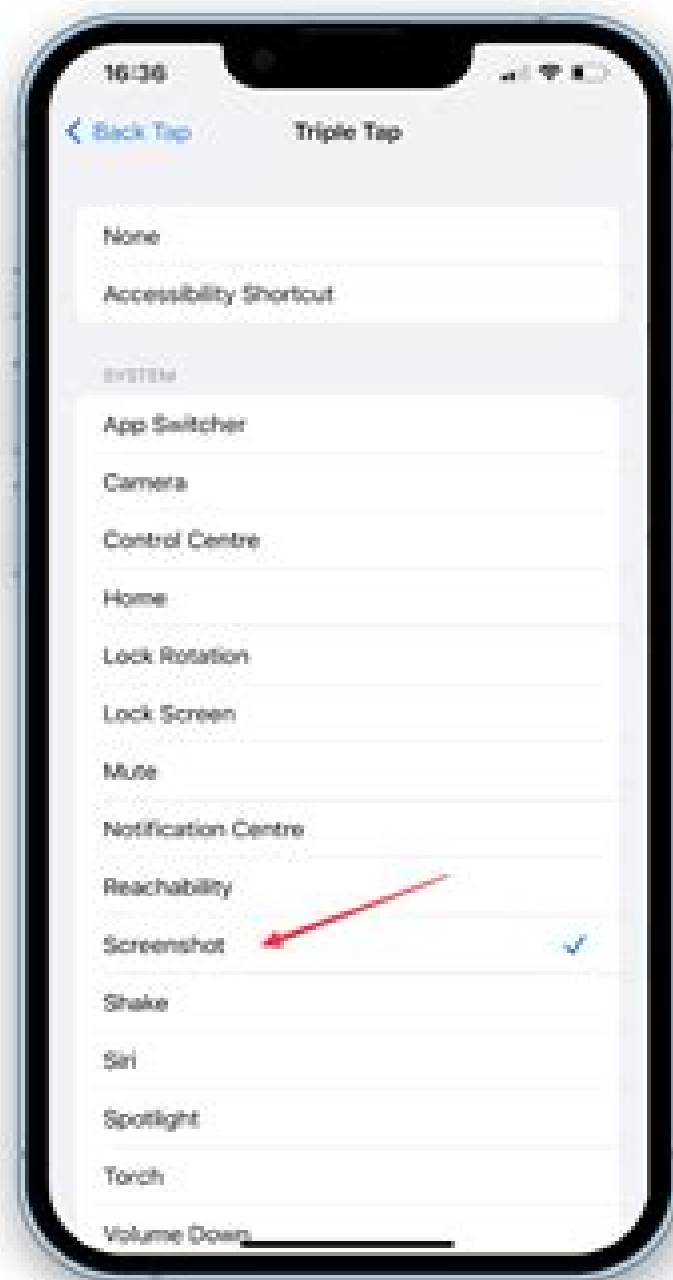 16:36
Back Tap
Triple Tap
None
Accessibility Shortcut
SYSTEM
App Switcher
Camera
Control Centre
Home
Lock Rotation
Lock Screen
Mute
Notification Centre
Reachability
Screenshot
Shake
Siri
Spotlight
Torch
Volume Down